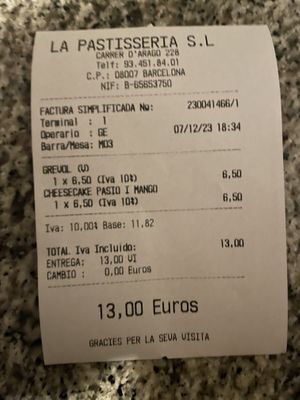 LA PASTISSERIA S.L
CARRER D'ARAGO 228
Telf: 93.451.84.01
C.P.: 08007 BARCELONA
NIF: B-65653750
FACTURA SIMPLIFICADA No: 230041466/1
Terminal : 1
Operario : GE 07/12/23 18:34
Barra/Mesa: M03
GREVOL (U)
1 x 6,50 (Iva 10%) 6,50
CHEESECAKE PASIO I MANGO
1 x 6,50 (Iva 10%) 6,50
Iva: 10,00% Base: 11,82
TOTAL Iva Incluido: 13,00
ENTREGA: 13,00 VI
CAMBIO : 0,00 Euros
13,00 Euros
GRACIES PER LA SEVA VISITA